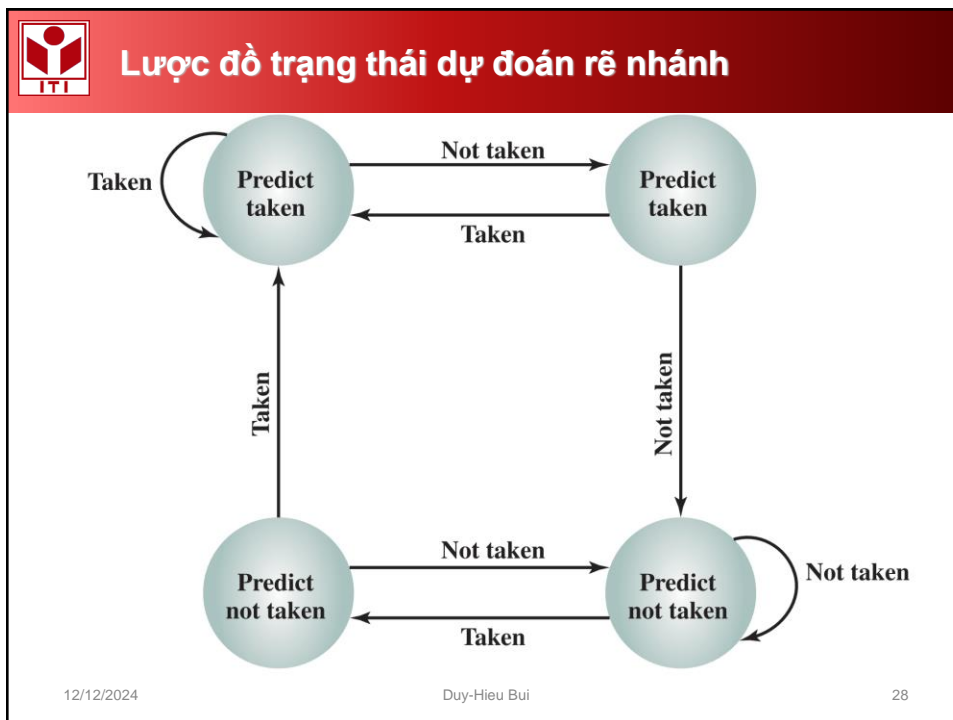 ITI
Lược đồ trạng thái dự đoán rẽ nhánh
Not taken
Taken
Predict
taken
Predict
taken
Taken
Taken
Not taken
Not taken
Predict
not taken
Predict
not taken
Not taken
Taken
12/12/2024
Duy-Hieu Bui
28